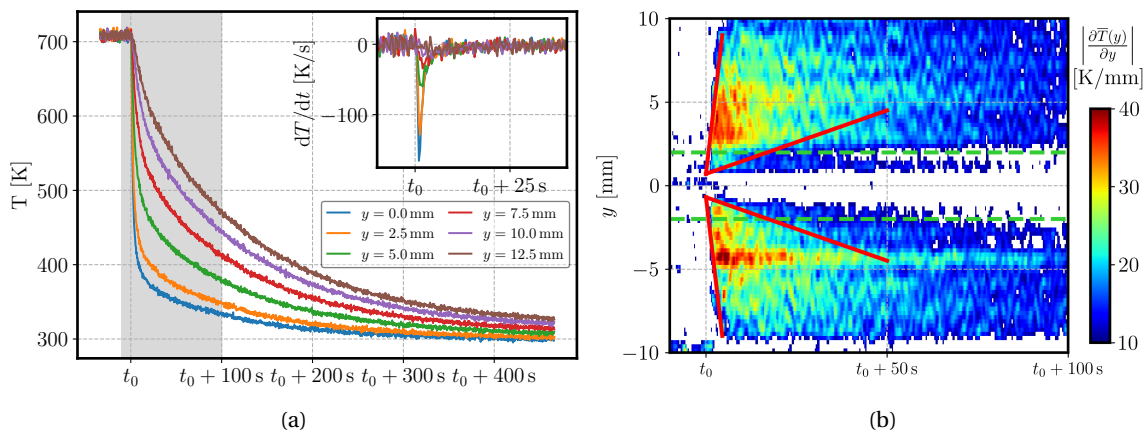 700
600
500
400
300
T [K]
t₀
t₀ + 100 s
t₀ + 200 s
t₀ + 300 s
t₀ + 400 s
0
−100
dT/dt [K/s]
t₀
t₀ + 25 s
y = 0.0 mm
y = 2.5 mm
y = 5.0 mm
y = 7.5 mm
y = 10.0 mm
y = 12.5 mm
(a)
10
5
0
−5
−10
y [mm]
t₀
t₀ + 50 s
t₀ + 100 s
|∂T̅(y)/∂y|
[K/mm]
40
30
20
10
(b)